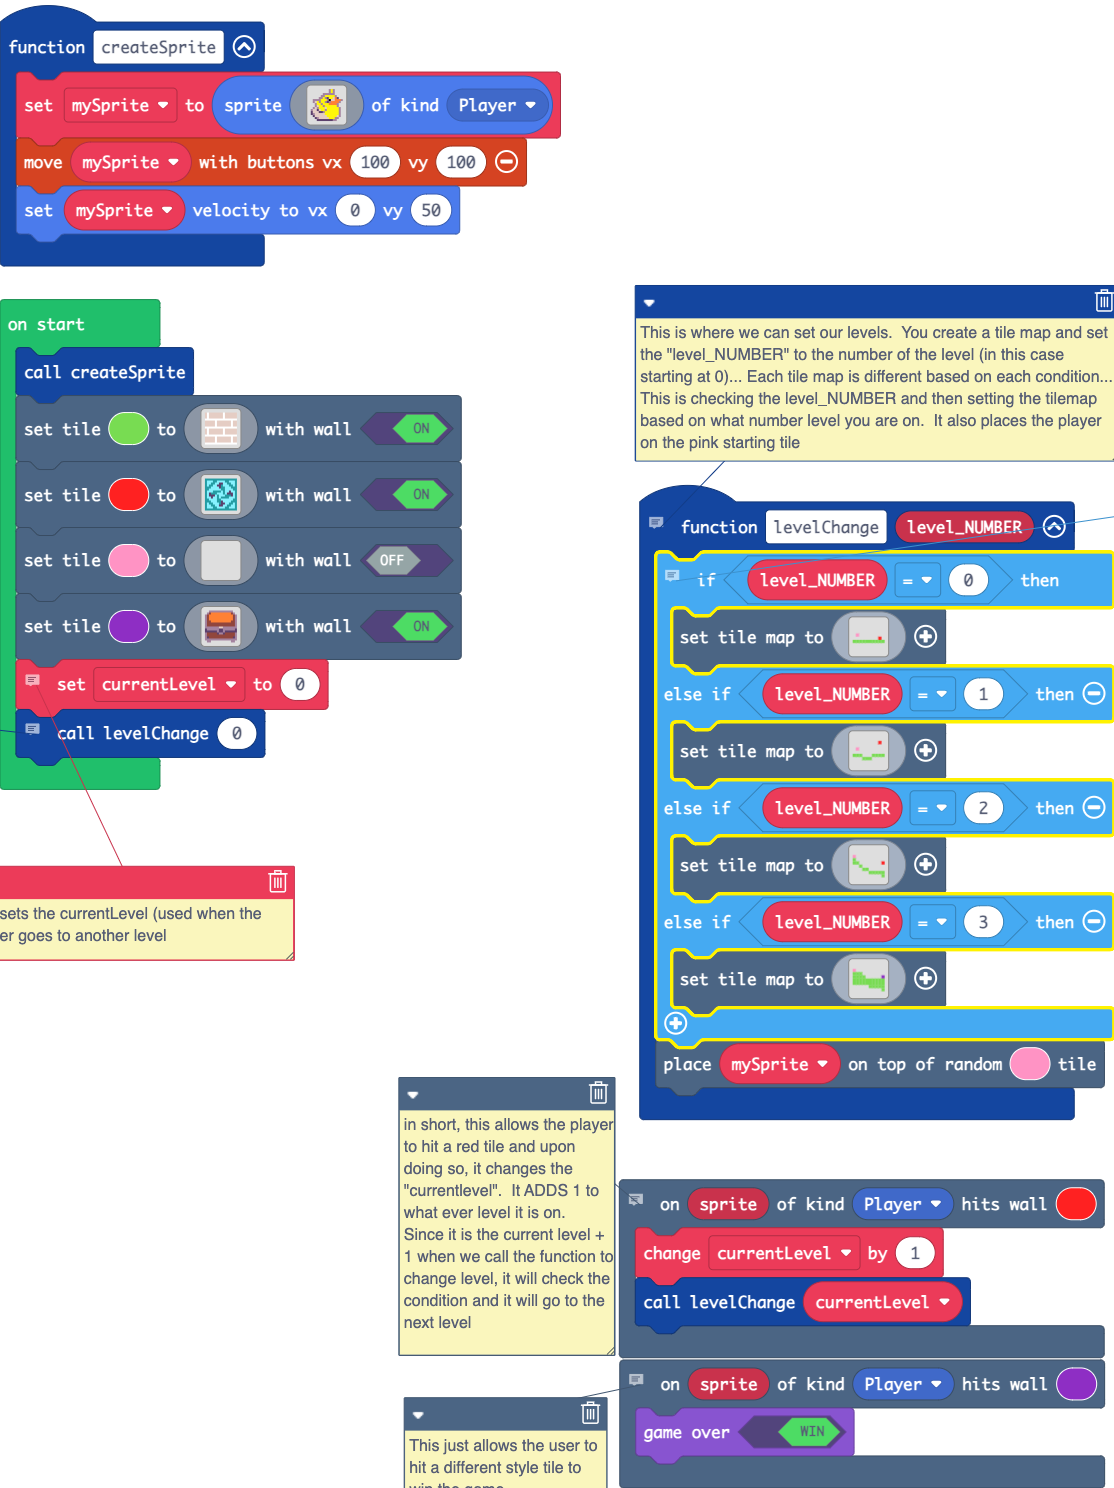 function createSprite
set mySprite to sprite of kind Player
move mySprite with buttons vx 100 vy 100
set mySprite velocity to vx 0 vy 50
on start
call createSprite
set tile to with wall ON
set tile to with wall ON
set tile to with wall OFF
set tile to with wall ON
set currentLevel to 0
call levelChange 0
sets the currentLevel (used when the
er goes to another level
This is where we can set our levels. You create a tile map and set
the "level_NUMBER" to the number of the level (in this case
starting at 0)... Each tile map is different based on each condition...
This is checking the level_NUMBER and then setting the tilemap
based on what number level you are on. It also places the player
on the pink starting tile
function levelChange level_NUMBER
if level_NUMBER = 0 then
set tile map to
else if level_NUMBER = 1 then
set tile map to
else if level_NUMBER = 2 then
set tile map to
else if level_NUMBER = 3 then
set tile map to
place mySprite on top of random tile
in short, this allows the player
to hit a red tile and upon
doing so, it changes the
"currentlevel". It ADDS 1 to
what ever level it is on.
Since it is the current level +
1 when we call the function to
change level, it will check the
condition and it will go to the
next level
on sprite of kind Player hits wall
change currentLevel by 1
call levelChange currentLevel
on sprite of kind Player hits wall
game over WIN
This just allows the user to
hit a different style tile to
win the game